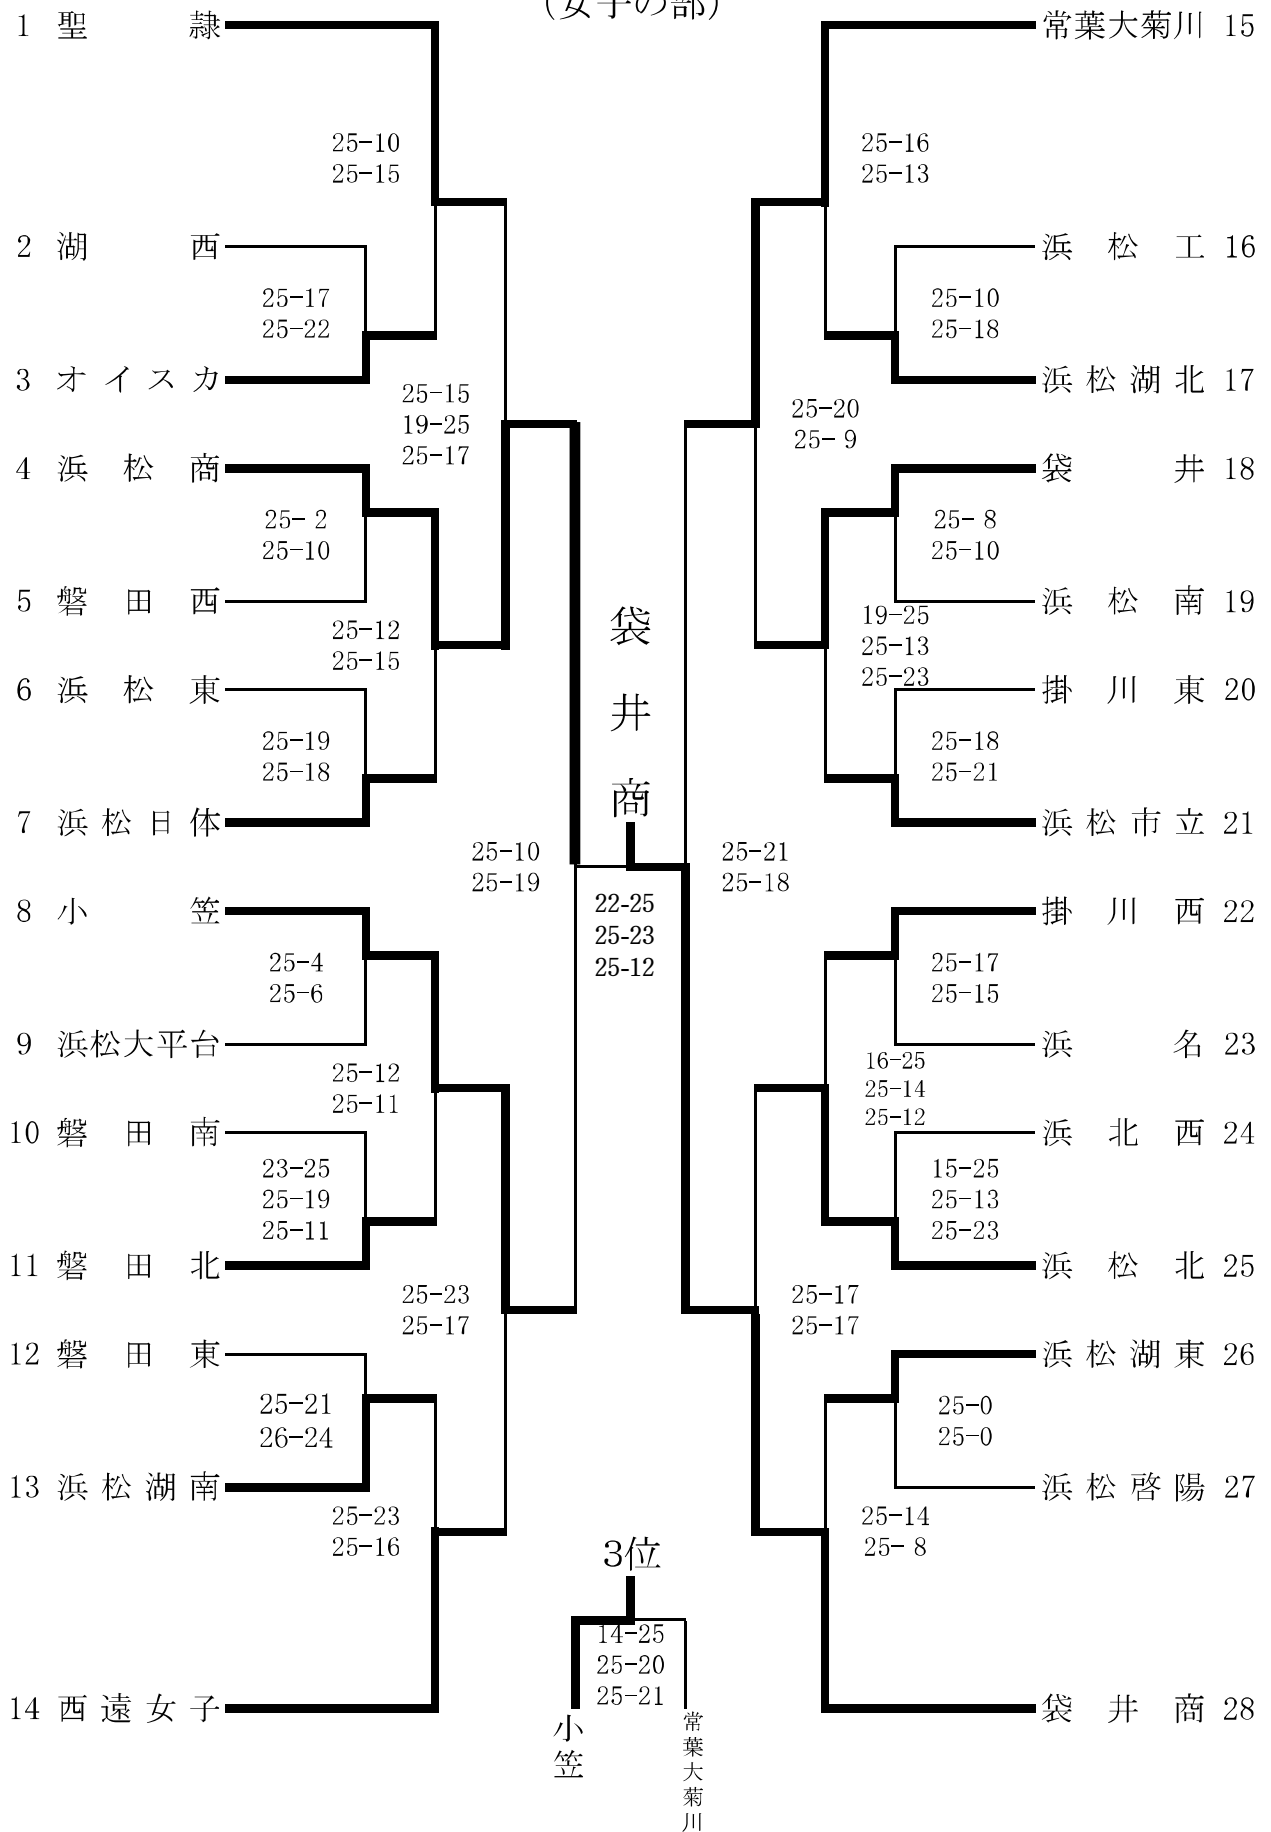 (女子の部)
1 聖 隷
25-10
25-15
2 湖 西
25-17
25-22
3 オイスカ
25-15
19-25
25-17
4 浜松商
25- 2
25-10
5 磐田西
25-12
25-15
6 浜松東
25-19
25-18
7 浜松日体
25-10
25-19
8 小 笠
25-4
25-6
9 浜松大平台
25-12
25-11
10 磐田南
23-25
25-19
25-11
11 磐田北
25-23
25-17
12 磐田東
25-21
26-24
13 浜松湖南
25-23
25-16
14 西遠女子
袋井商
22-25
25-23
25-12
3位
14-25
25-20
25-21
小笠
常葉大菊川
常葉大菊川 15
25-16
25-13
浜松工 16
25-10
25-18
浜松湖北 17
25-20
25- 9
袋 井 18
25- 8
25-10
浜松南 19
19-25
25-13
25-23
掛川東 20
25-18
25-21
浜松市立 21
25-21
25-18
掛川西 22
25-17
25-15
浜 名 23
16-25
25-14
25-12
浜北西 24
15-25
25-13
25-23
浜松北 25
25-17
25-17
浜松湖東 26
25-0
25-0
浜松啓陽 27
25-14
25- 8
袋井商 28